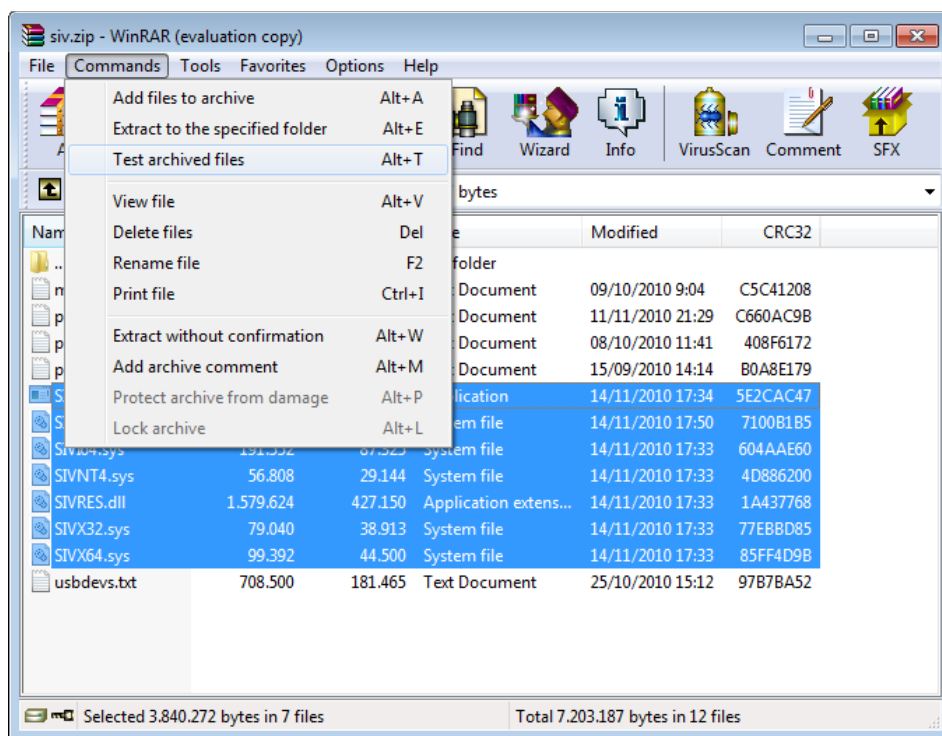 siv.zip - WinRAR (evaluation copy)
File Commands Tools Favorites Options Help
Find Wizard Info VirusScan Comment SFX
Add files to archive Alt+A
Extract to the specified folder Alt+E
Test archived files Alt+T
View file Alt+V
Delete files Del
Rename file F2
Print file Ctrl+I
Extract without confirmation Alt+W
Add archive comment Alt+M
Protect archive from damage Alt+P
Lock archive Alt+L
bytes
Modified CRC32
.. folder
Document 09/10/2010 9:04 C5C41208
Document 11/11/2010 21:29 C660AC9B
Document 08/10/2010 11:41 408F6172
Document 15/09/2010 14:14 B0A8E179
14/11/2010 17:34 5E2CAC47
file 14/11/2010 17:50 7100B1B5
System file 14/11/2010 17:33 604AAE60
SIVNT4.sys 56.808 29.144 System file 14/11/2010 17:33 4D886200
SIVRES.dll 1.579.624 427.150 Application extens... 14/11/2010 17:33 1A437768
SIVX32.sys 79.040 38.913 System file 14/11/2010 17:33 77EBBD85
SIVX64.sys 99.392 44.500 System file 14/11/2010 17:33 85FF4D9B
usbdevs.txt 708.500 181.465 Text Document 25/10/2010 15:12 97B7BA52
Selected 3.840.272 bytes in 7 files Total 7.203.187 bytes in 12 files